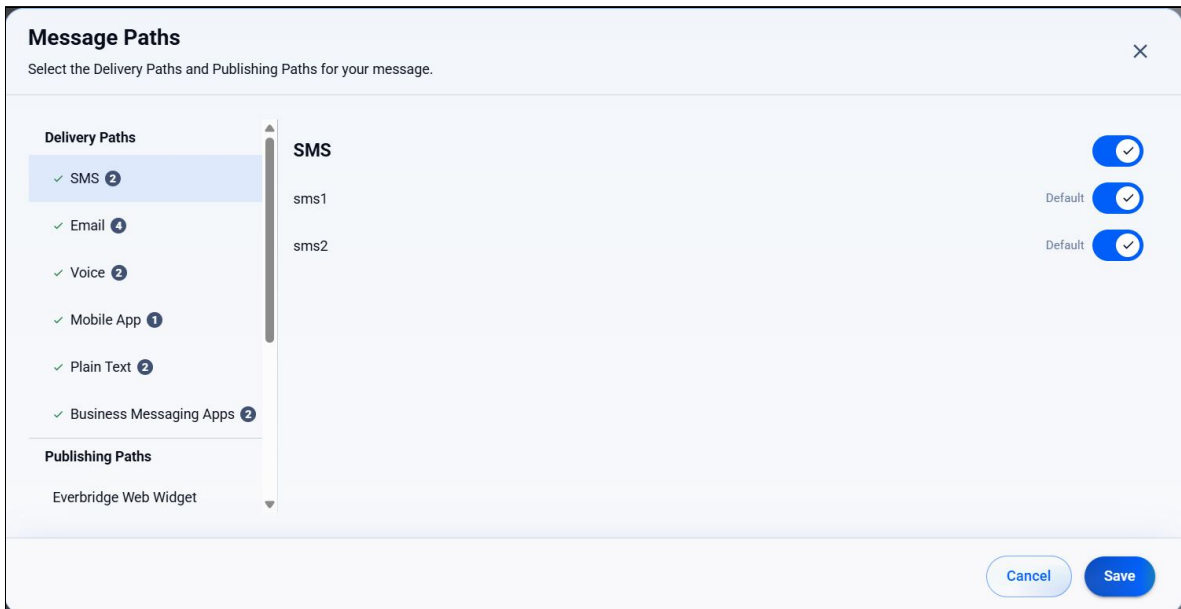 Message Paths
Select the Delivery Paths and Publishing Paths for your message.
Delivery Paths
SMS 2
Email 4
Voice 2
Mobile App 1
Plain Text 2
Business Messaging Apps 2
Publishing Paths
Everbridge Web Widget
SMS
sms1 Default
sms2 Default
Cancel Save